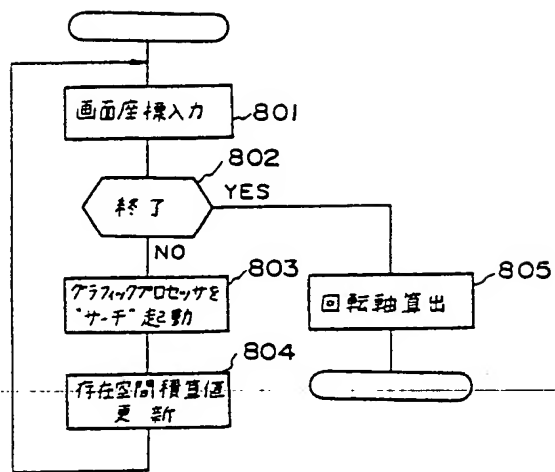 画面座標入力
801
802
終了
YES
NO
803
グラフィックプロセッサを
"サーチ"起動
805
回転軸算出
804
存在空間積算値
更新